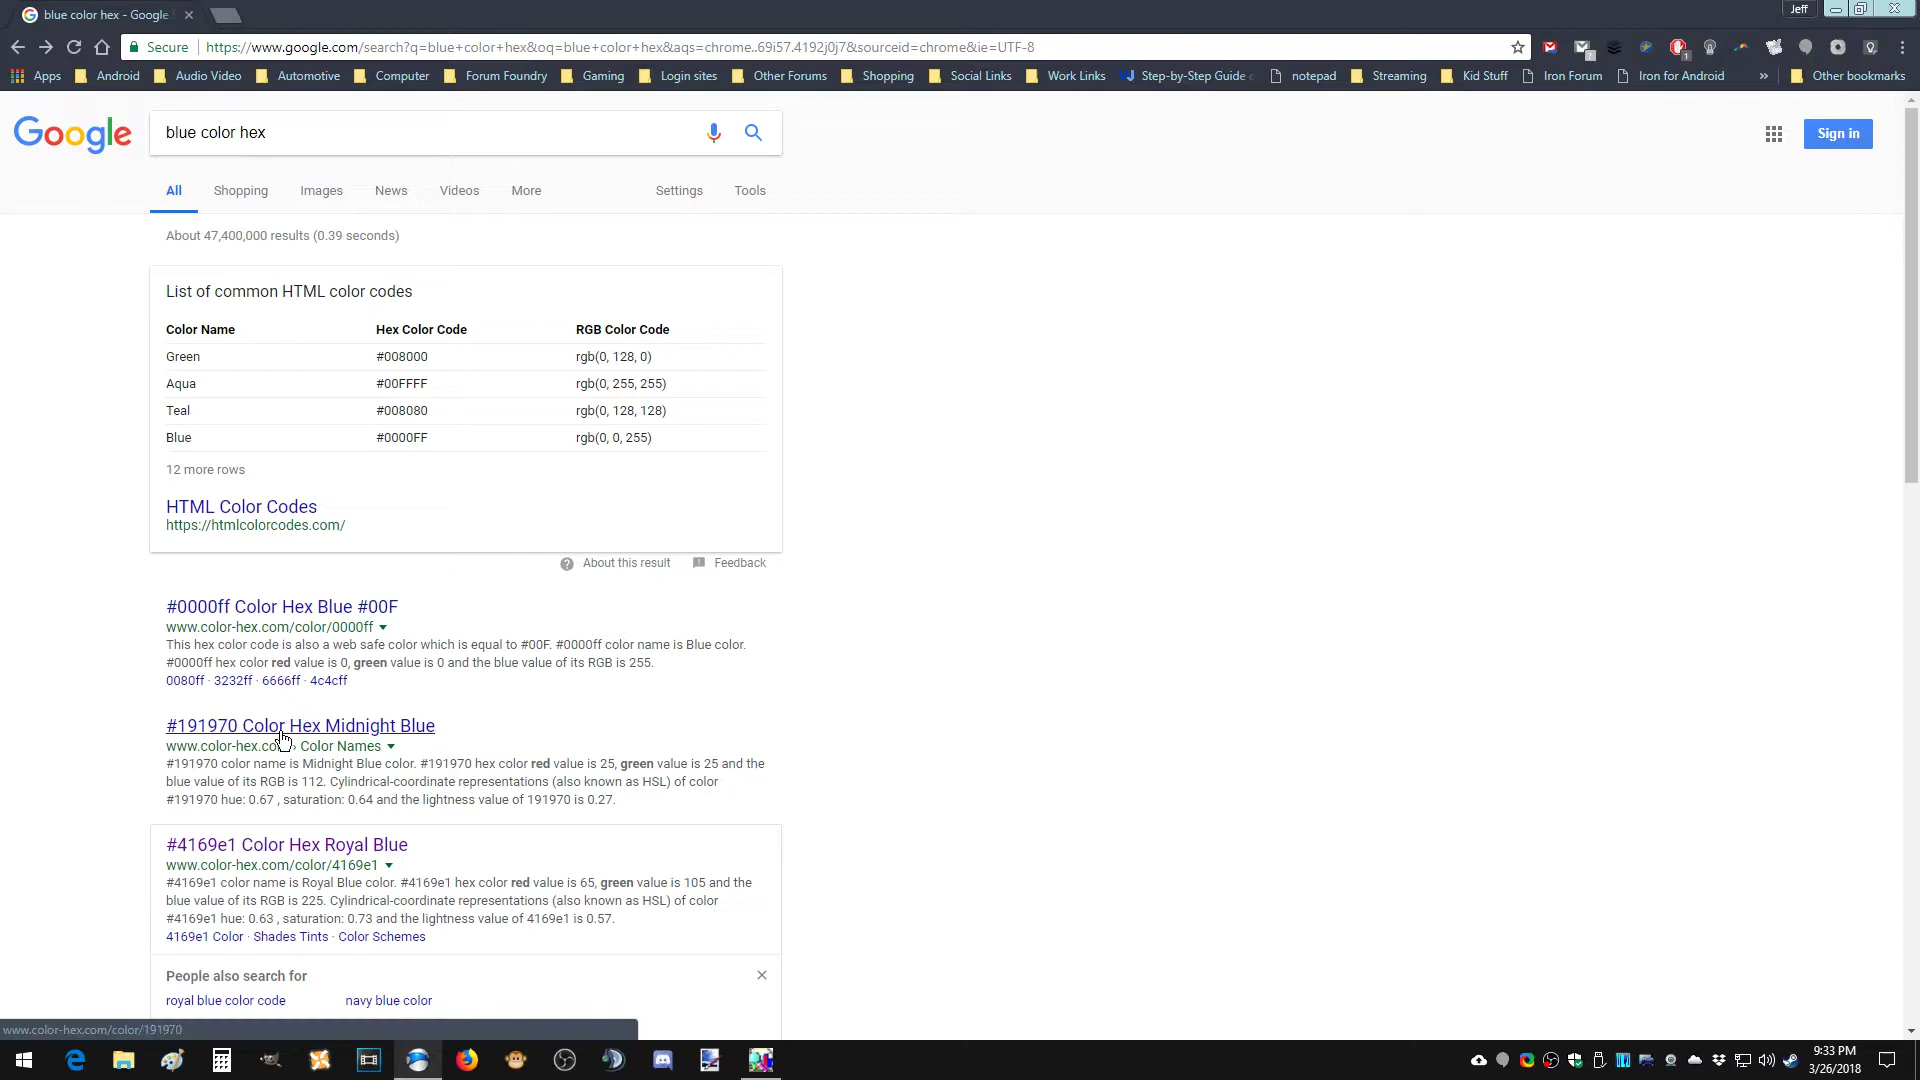 blue color hex - Google
Jeff
Secure
https://www.google.com/search?q=blue+color+hex&oq=blue+color+hex&aqs=chrome..69i57.4192j0j7&sourceid=chrome&ie=UTF-8
Apps Android Audio Video Automotive Computer Forum Foundry Gaming Login sites Other Forums Shopping Social Links Work Links Step-by-Step Guide notepad Streaming Kid Stuff Iron Forum Iron for Android » Other bookmarks
Google
blue color hex
Sign in
All Shopping Images News Videos More Settings Tools
About 47,400,000 results (0.39 seconds)
List of common HTML color codes
Color Name Hex Color Code RGB Color Code
Green #008000 rgb(0, 128, 0)
Aqua #00FFFF rgb(0, 255, 255)
Teal #008080 rgb(0, 128, 128)
Blue #0000FF rgb(0, 0, 255)
12 more rows
HTML Color Codes
https://htmlcolorcodes.com/
About this result Feedback
#0000ff Color Hex Blue #00F
www.color-hex.com/color/0000ff
This hex color code is also a web safe color which is equal to #00F. #0000ff color name is Blue color.
#0000ff hex color red value is 0, green value is 0 and the blue value of its RGB is 255.
0080ff · 3232ff · 6666ff · 4c4cff
#191970 Color Hex Midnight Blue
www.color-hex.co › Color Names
#191970 color name is Midnight Blue color. #191970 hex color red value is 25, green value is 25 and the
blue value of its RGB is 112. Cylindrical-coordinate representations (also known as HSL) of color
#191970 hue: 0.67 , saturation: 0.64 and the lightness value of 191970 is 0.27.
#4169e1 Color Hex Royal Blue
www.color-hex.com/color/4169e1
#4169e1 color name is Royal Blue color. #4169e1 hex color red value is 65, green value is 105 and the
blue value of its RGB is 225. Cylindrical-coordinate representations (also known as HSL) of color
#4169e1 hue: 0.63 , saturation: 0.73 and the lightness value of 4169e1 is 0.57.
4169e1 Color · Shades Tints · Color Schemes
People also search for
royal blue color code navy blue color
www.color-hex.com/color/191970
9:33 PM
3/26/2018